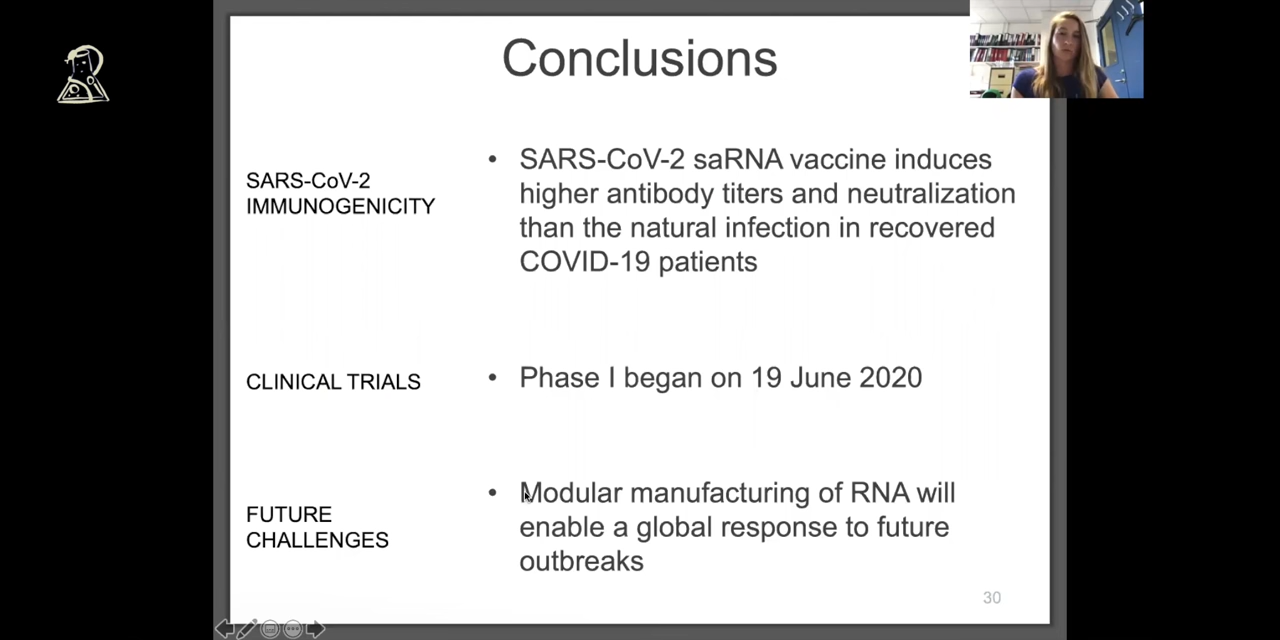 Conclusions
SARS-CoV-2
IMMUNOGENICITY
• SARS-CoV-2 saRNA vaccine induces
higher antibody titers and neutralization
than the natural infection in recovered
COVID-19 patients
CLINICAL TRIALS
• Phase I began on 19 June 2020
FUTURE
CHALLENGES
• Modular manufacturing of RNA will
enable a global response to future
outbreaks
30